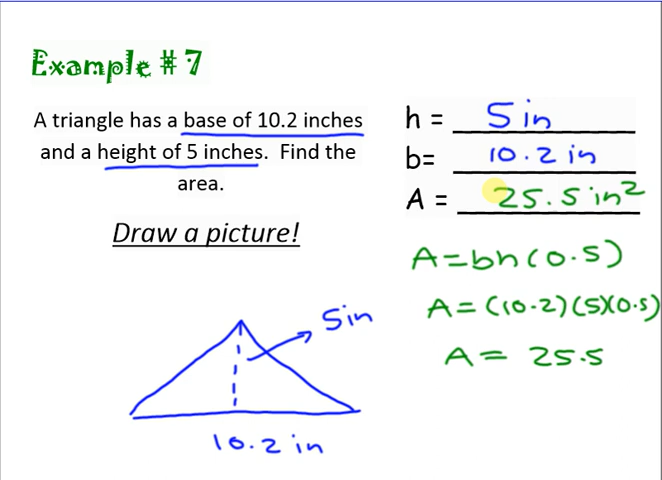 Example # 7
A triangle has a base of 10.2 inches
and a height of 5 inches. Find the
area.
Draw a picture!
h = 5 in
b= 10.2 in
A = 25.5 in²
A=bh(0.5)
A=(10.2)(5)(0.5)
A = 25.5
5in
10.2 in